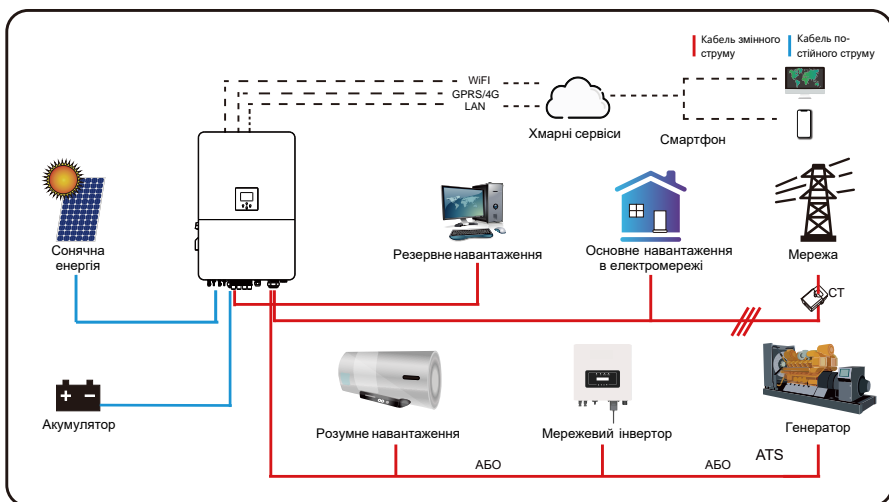 Кабель змінного
струму
Кабель по-
стійного струму
WiFI
GPRS/4G
LAN
Хмарні сервіси
Смартфон
Сонячна
енергія
Резервне навантаження
Основне навантаження
в електромережі
Мережа
CT
Акумулятор
Розумне навантаження
Мережевий інвертор
Генератор
АБО
АБО
ATS